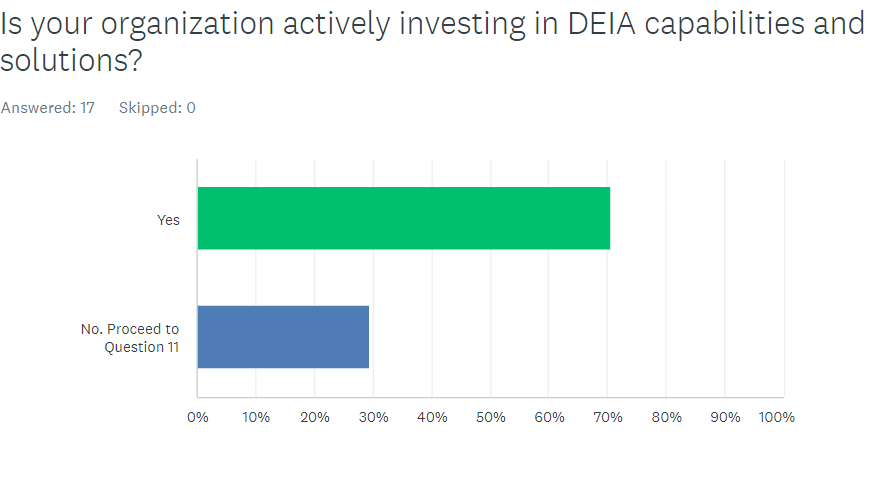 Is your organization actively investing in DEIA capabilities and
solutions?
Answered: 17 Skipped: 0
Yes
No. Proceed to
Question 11
0% 10% 20% 30% 40% 50% 60% 70% 80% 90% 100%